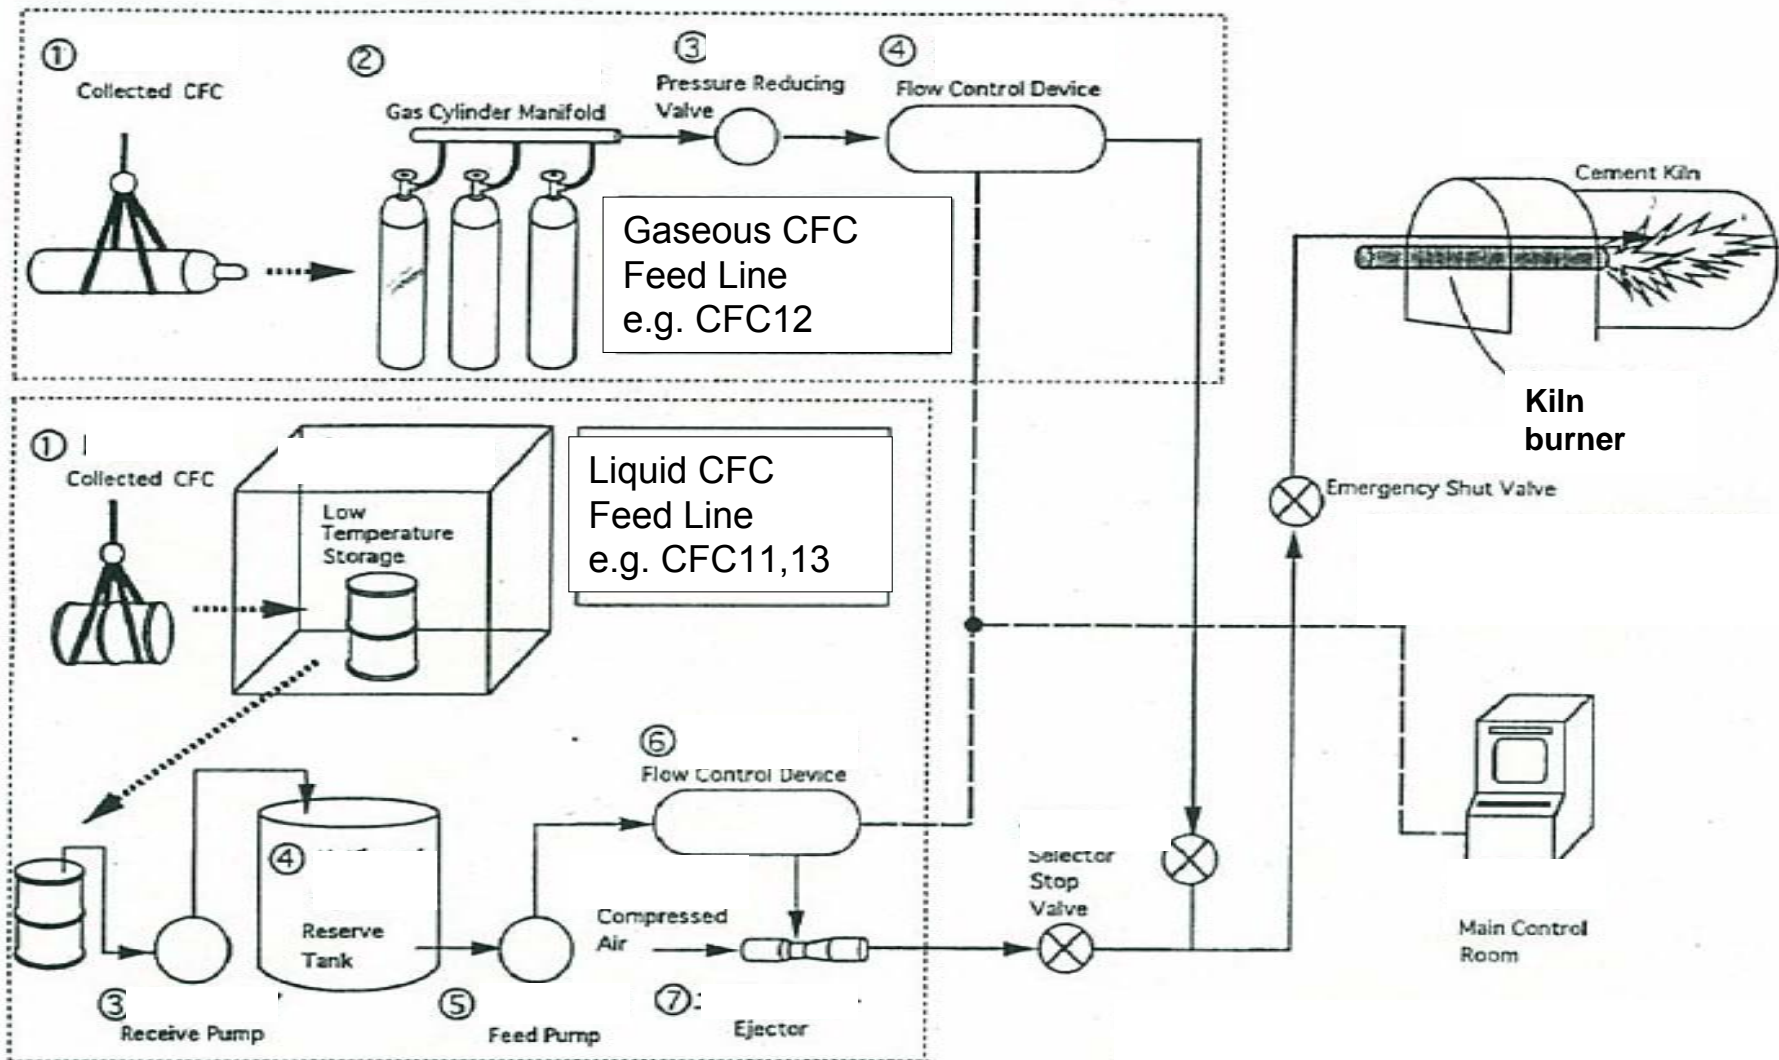 ①
Collected CFC
②
Gas Cylinder Manifold
③
Pressure Reducing
Valve
④
Flow Control Device
Gaseous CFC
Feed Line
e.g. CFC12
Cement Kiln
Kiln
burner
Emergency Shut Valve
①
Collected CFC
Low
Temperature
Storage
Liquid CFC
Feed Line
e.g. CFC11,13
⑥
Flow Control Device
④
Reserve
Tank
Compressed
Air
③
Receive Pump
⑤
Feed Pump
⑦
Ejector
Selector
Stop
Valve
Main Control
Room